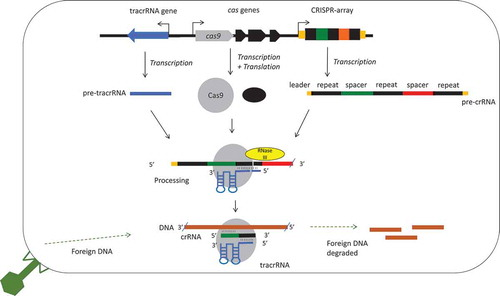 tracrRNA gene
cas genes
CRISPR-array
cas9
Transcription
Transcription
+ Translation
Transcription
leader repeat spacer repeat spacer repeat
pre-tracrRNA
Cas9
pre-crRNA
RNase
III
5'
3'
3'
5'
Processing
DNA
3'
5'
crRNA
5'
3'
3'
5'
Foreign DNA
Foreign DNA
degraded
tracrRNA